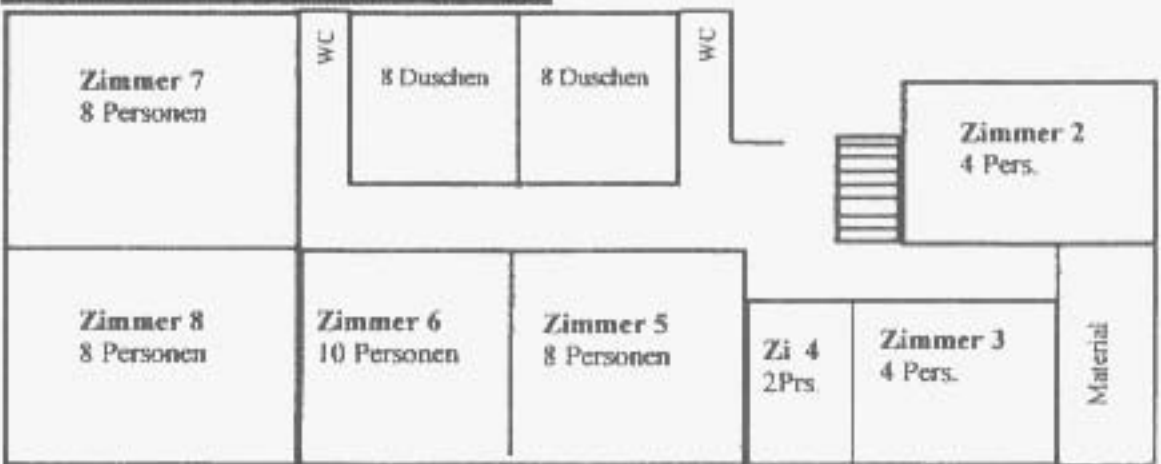 WC
WC
8 Duschen
8 Duschen
Zimmer 7
8 Personen
Zimmer 2
4 Pers.
Zimmer 8
8 Personen
Zimmer 6
10 Personen
Zimmer 5
8 Personen
Zi 4
2Prs.
Zimmer 3
4 Pers.
Material